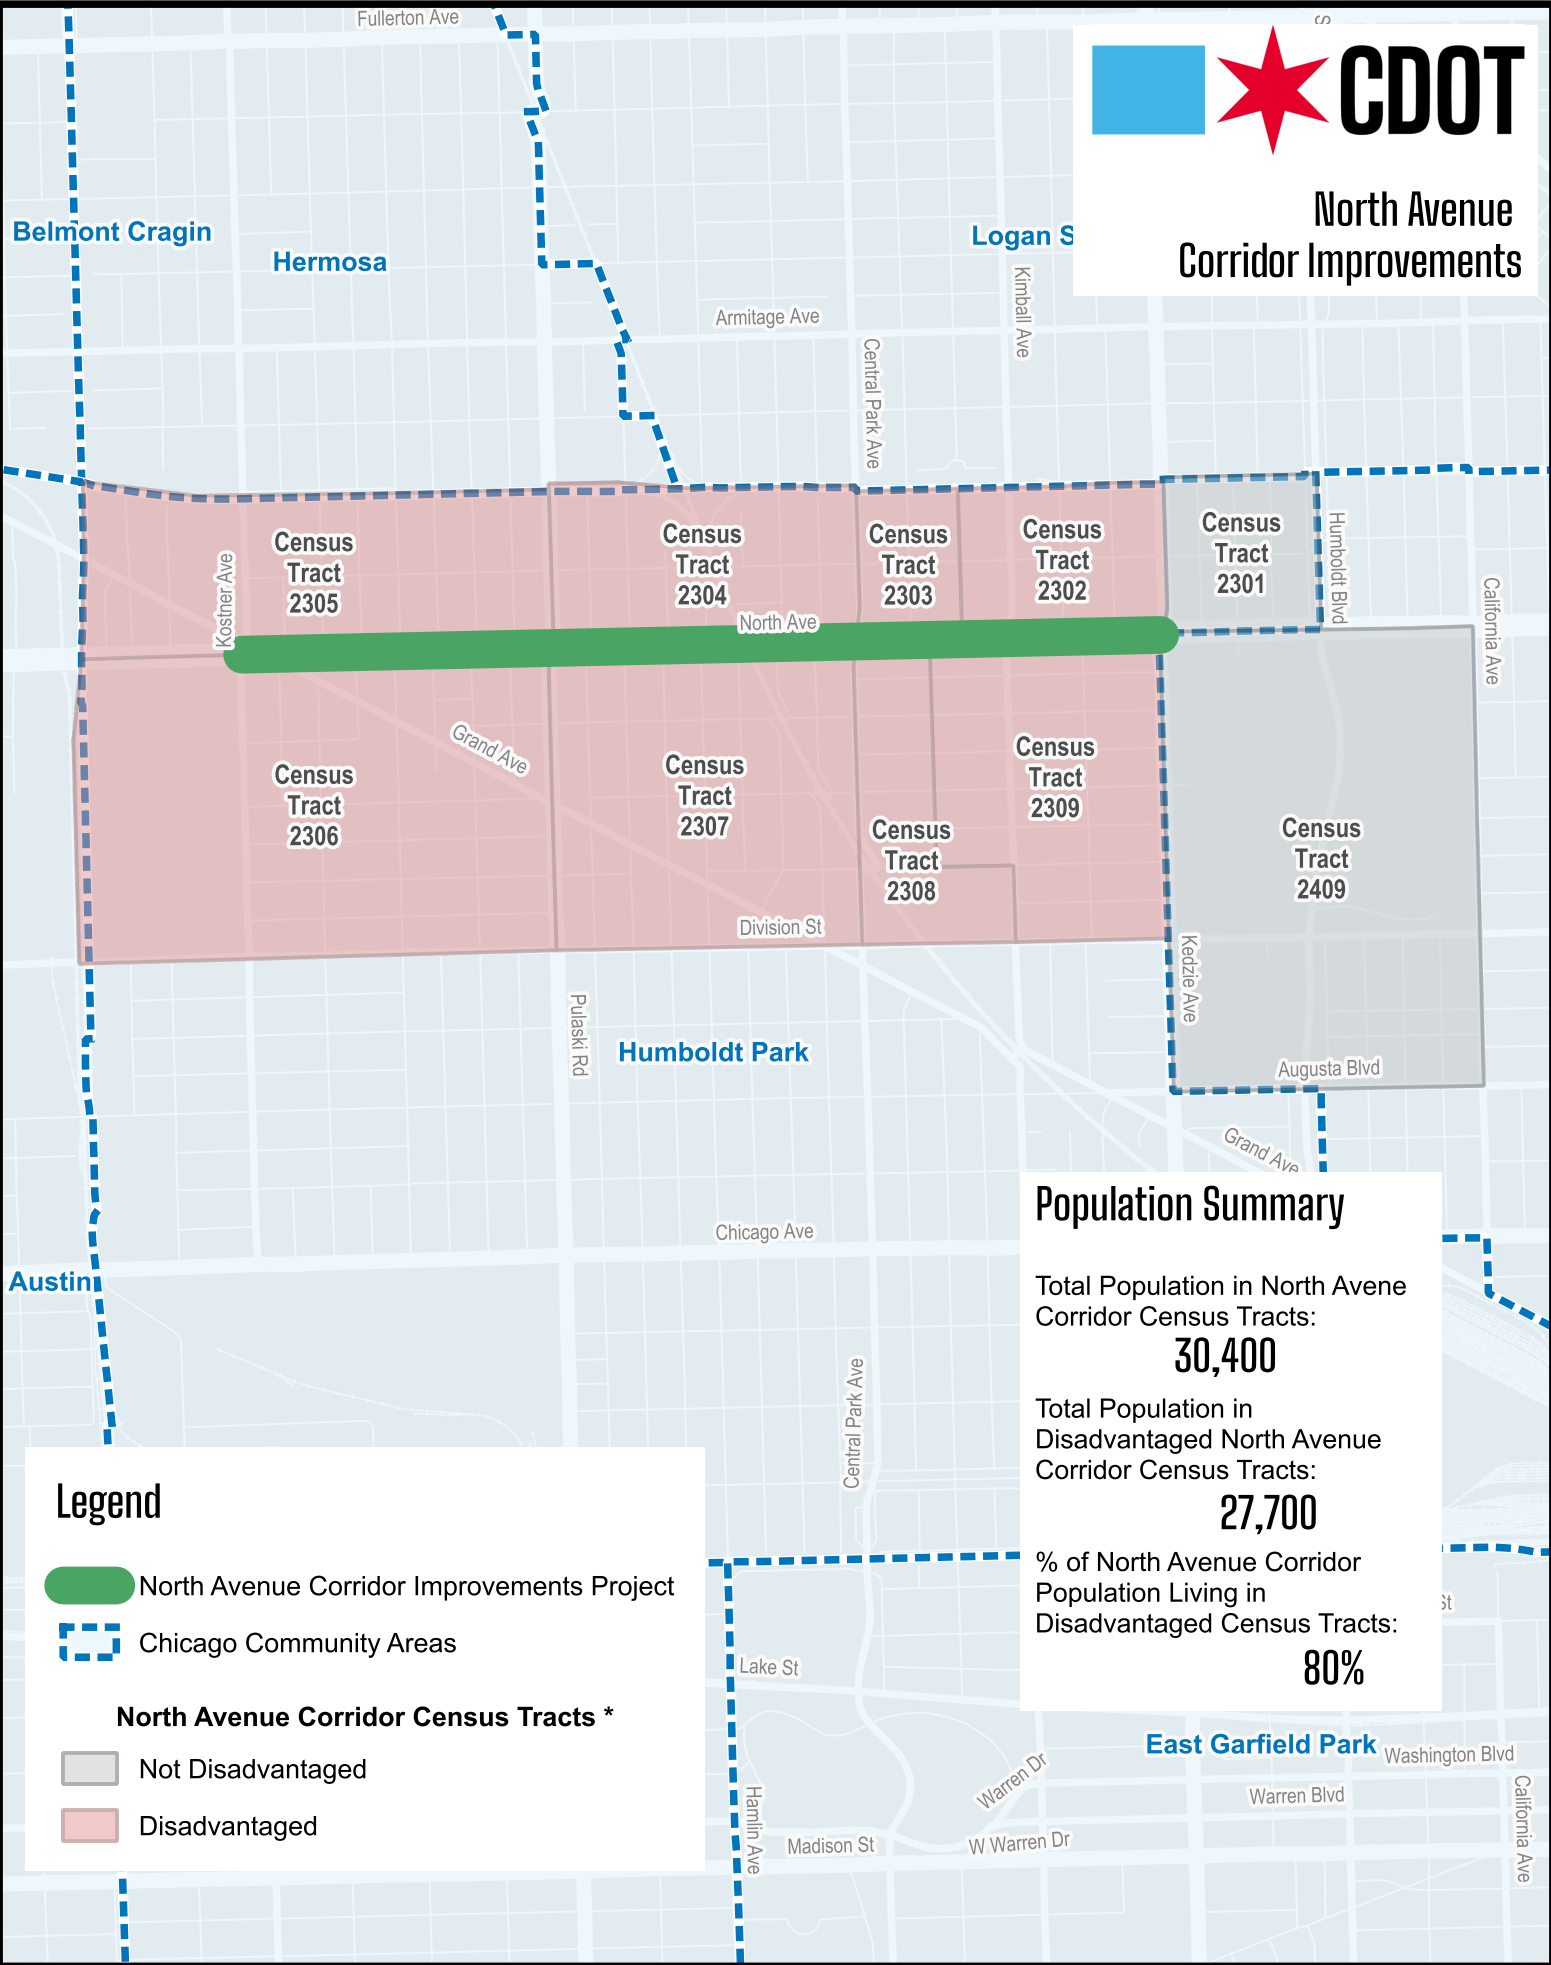 Fullerton Ave
S
CDOT
North Avenue
Corridor Improvements
Belmont Cragin
Hermosa
Logan S
Kimball Ave
Armitage Ave
Central Park Ave
Census
Tract
2305
Census
Tract
2304
Census
Tract
2303
Census
Tract
2302
Census
Tract
2301
Humboldt Blvd
California Ave
Kostner Ave
North Ave
Grand Ave
Census
Tract
2306
Census
Tract
2307
Census
Tract
2308
Census
Tract
2309
Census
Tract
2409
Division St
Kedzie Ave
Pulaski Rd
Humboldt Park
Augusta Blvd
Grand Ave
Chicago Ave
Austin
Central Park Ave
Population Summary
Total Population in North Avene
Corridor Census Tracts:
30,400
Total Population in
Disadvantaged North Avenue
Corridor Census Tracts:
27,700
% of North Avenue Corridor
Population Living in
Disadvantaged Census Tracts:
80%
Legend
North Avenue Corridor Improvements Project
Chicago Community Areas
North Avenue Corridor Census Tracts *
Not Disadvantaged
Disadvantaged
St
Lake St
East Garfield Park
Washington Blvd
Warren Dr
Warren Blvd
Hamlin Ave
Madison St
W Warren Dr
California Ave